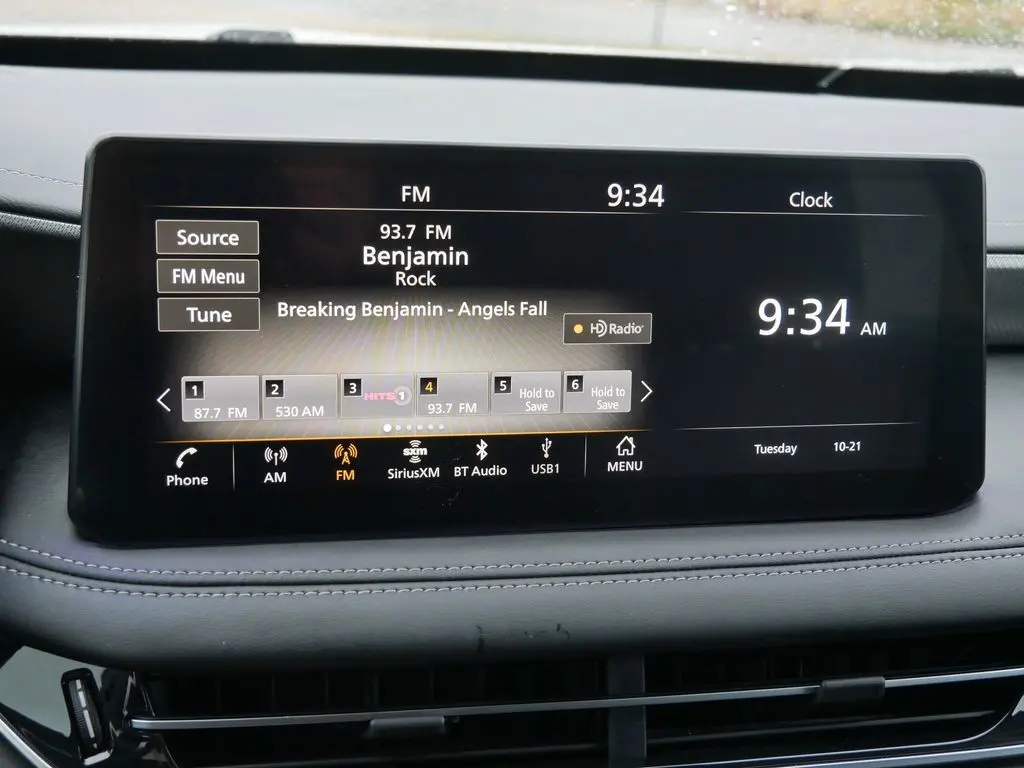 FM
9:34
Clock
Source
FM Menu
Tune
93.7 FM
Benjamin
Rock
Breaking Benjamin - Angels Fall
HD Radio
9:34 AM
1
87.7 FM
2
530 AM
3
HITS 1
4
93.7 FM
5
Hold to
Save
6
Hold to
Save
Phone
AM
FM
sxm
SiriusXM
BT Audio
USB1
MENU
Tuesday
10-21